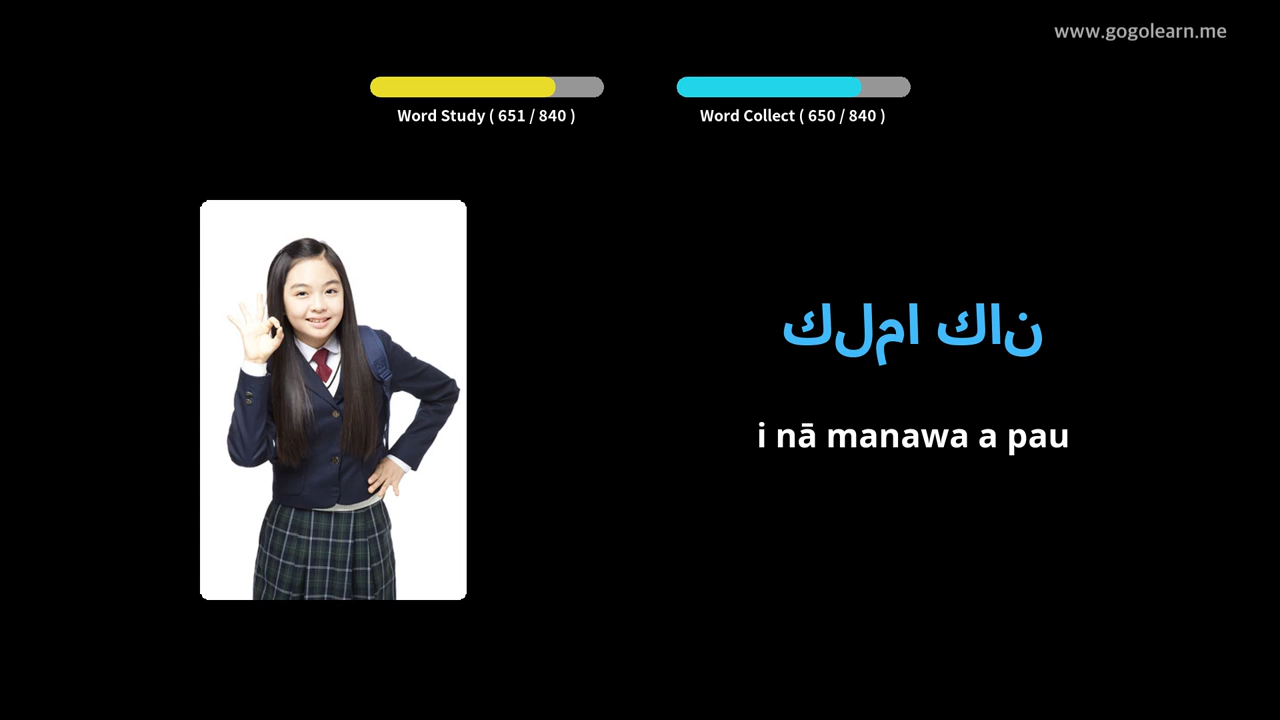 www.gogolearn.me
Word Study ( 651 / 840 )
Word Collect ( 650 / 840 )
كلما كان
i nā manawa a pau